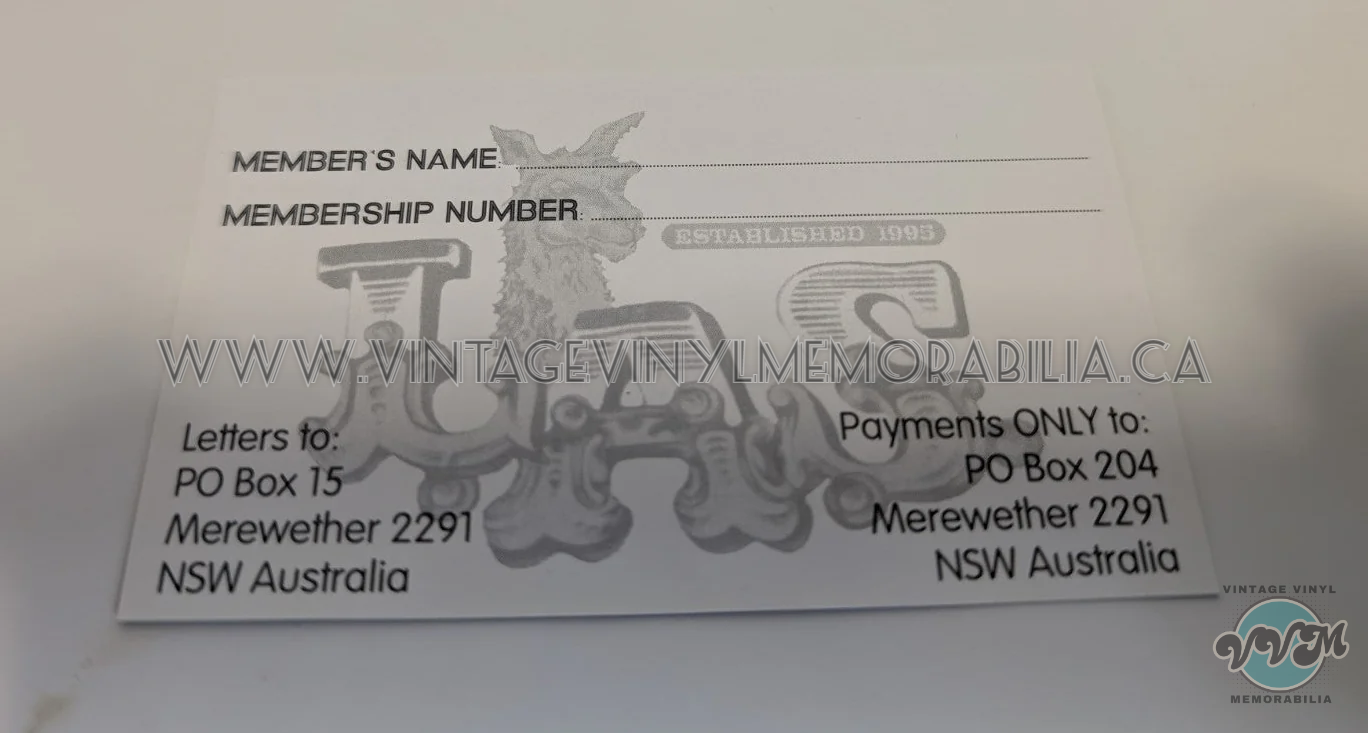 MEMBER'S NAME:
MEMBERSHIP NUMBER:
ESTABLISHED 1995
LAS
WWW.VINTAGEVINYLMEMORABILIA.CA
Letters to:
PO Box 15
Merewether 2291
NSW Australia
Payments ONLY to:
PO Box 204
Merewether 2291
NSW Australia
VINTAGE VINYL
VVM
MEMORABILIA